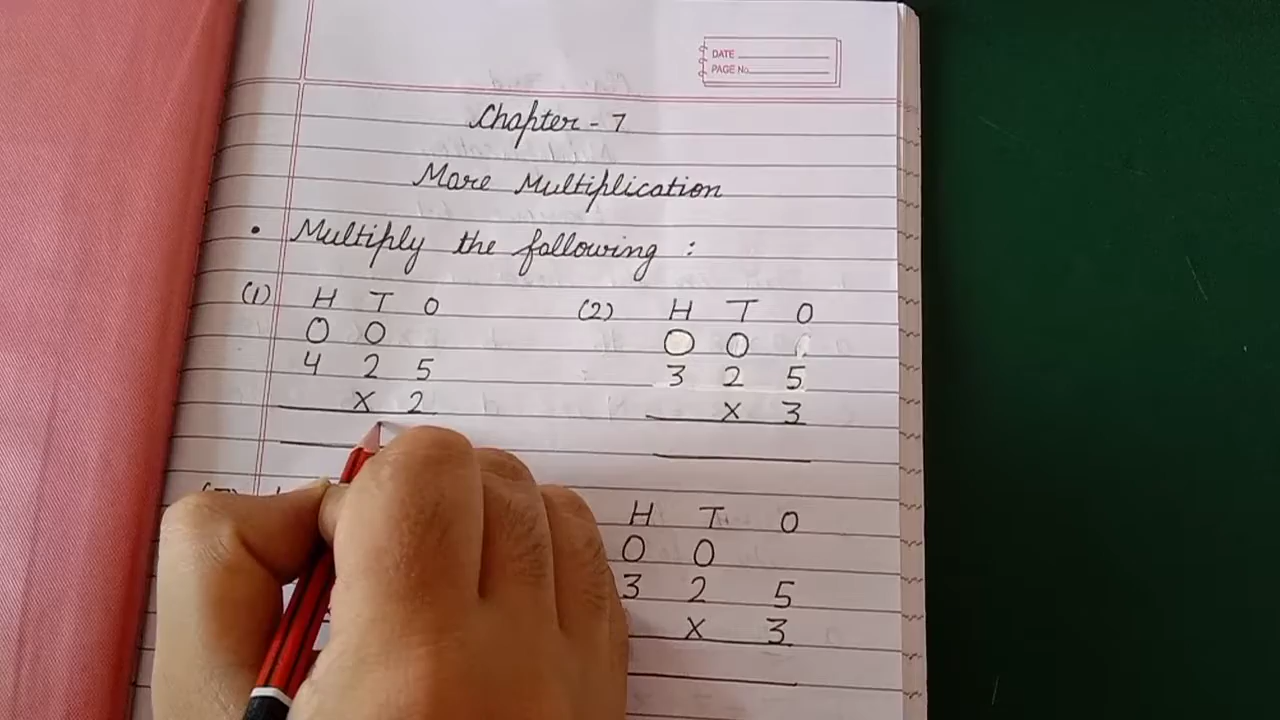 DATE
PAGE No.
Chapter - 7
More Multiplication
• Multiply the following :
(1) H T O (2) H T O
O O O O
4 2 5 3 2 5
x 2 x 3
H T O
O O
3 2 5
x 3